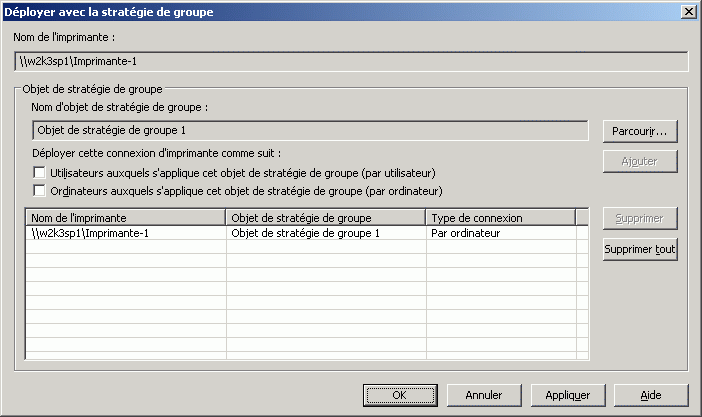 Déployer avec la stratégie de groupe
Nom de l'imprimante :
\\w2k3sp1\Imprimante-1
Objet de stratégie de groupe
Nom d'objet de stratégie de groupe :
Objet de stratégie de groupe 1
Parcourir...
Déployer cette connexion d'imprimante comme suit :
Ajouter
Utilisateurs auxquels s'applique cet objet de stratégie de groupe (par utilisateur)
Ordinateurs auxquels s'applique cet objet de stratégie de groupe (par ordinateur)
Nom de l'imprimante Objet de stratégie de groupe Type de connexion
Supprimer
\\w2k3sp1\Imprimante-1 Objet de stratégie de groupe 1 Par ordinateur
Supprimer tout
OK Annuler Appliquer Aide